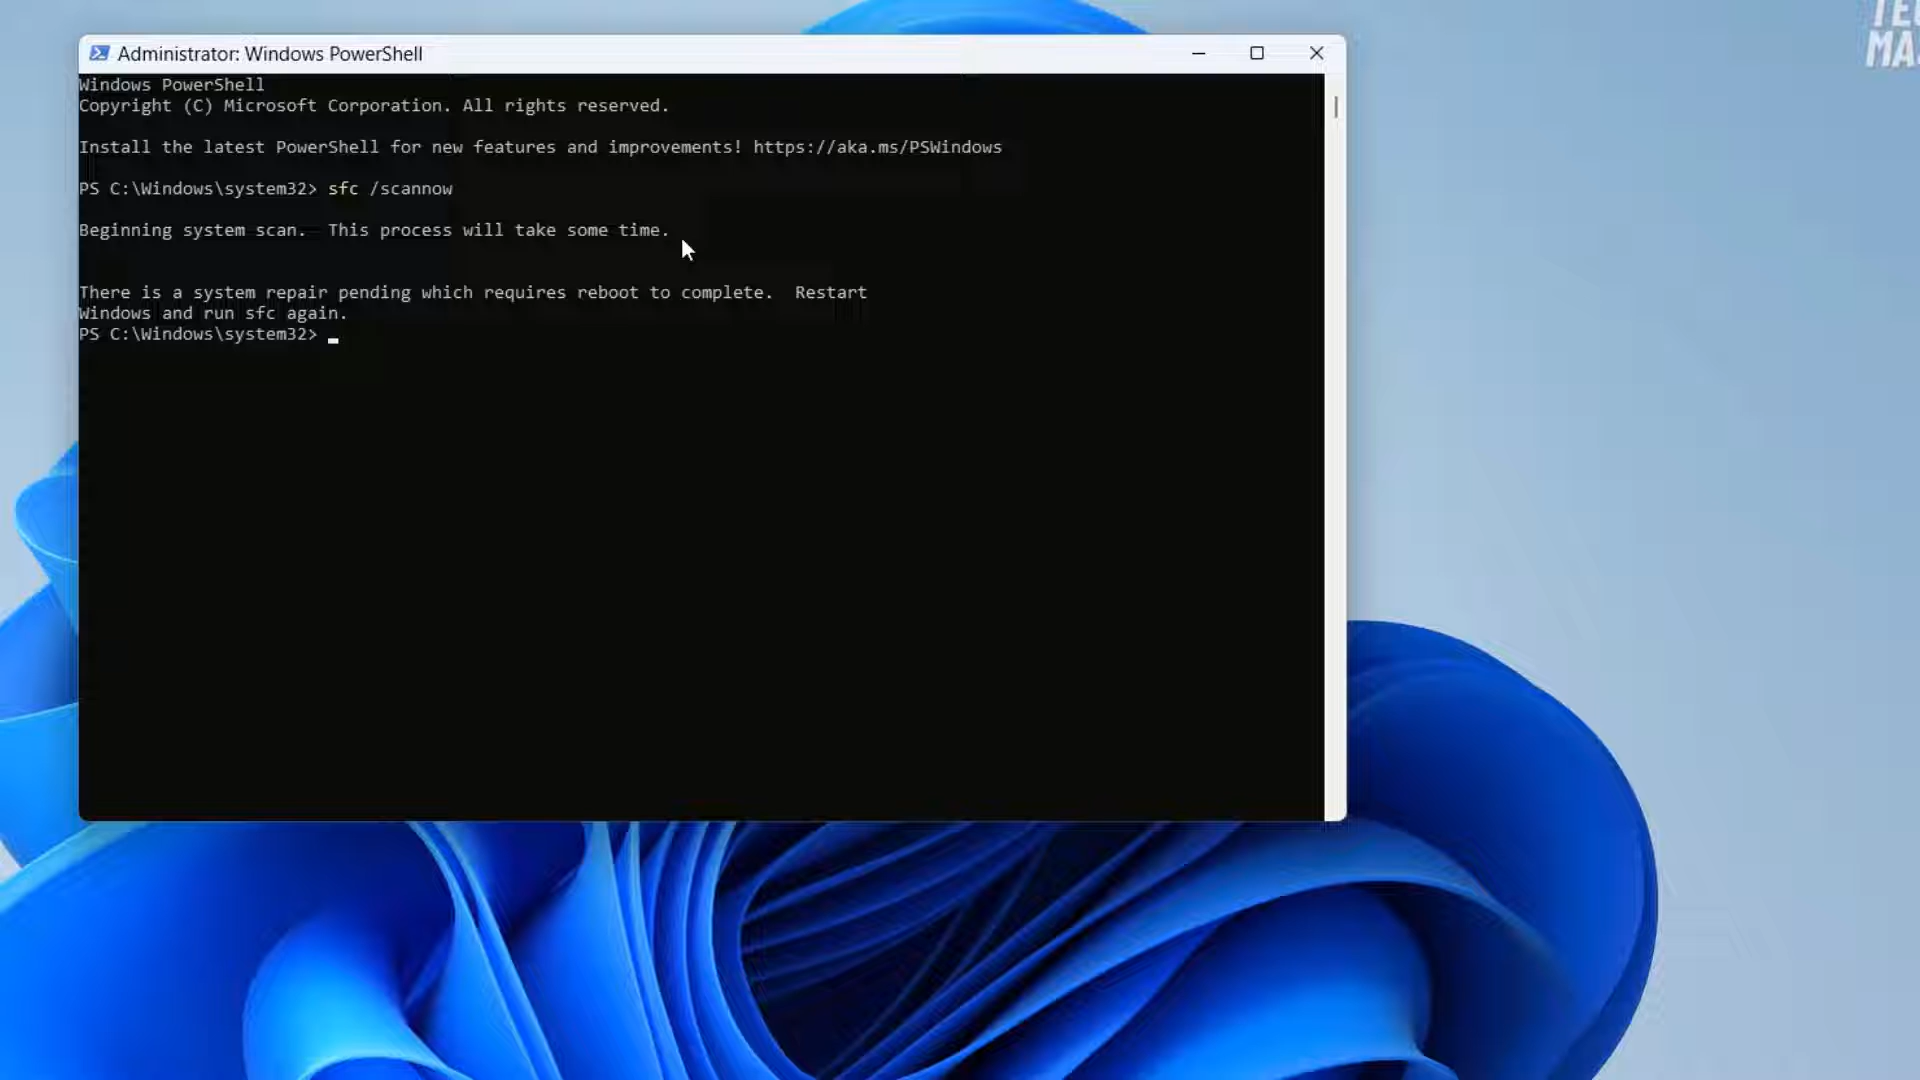 Administrator: Windows PowerShell
Windows PowerShell
Copyright (C) Microsoft Corporation. All rights reserved.
Install the latest PowerShell for new features and improvements! https://aka.ms/PSWindows
PS C:\Windows\system32> sfc /scannow
Beginning system scan.  This process will take some time.
There is a system repair pending which requires reboot to complete.  Restart
Windows and run sfc again.
PS C:\Windows\system32>